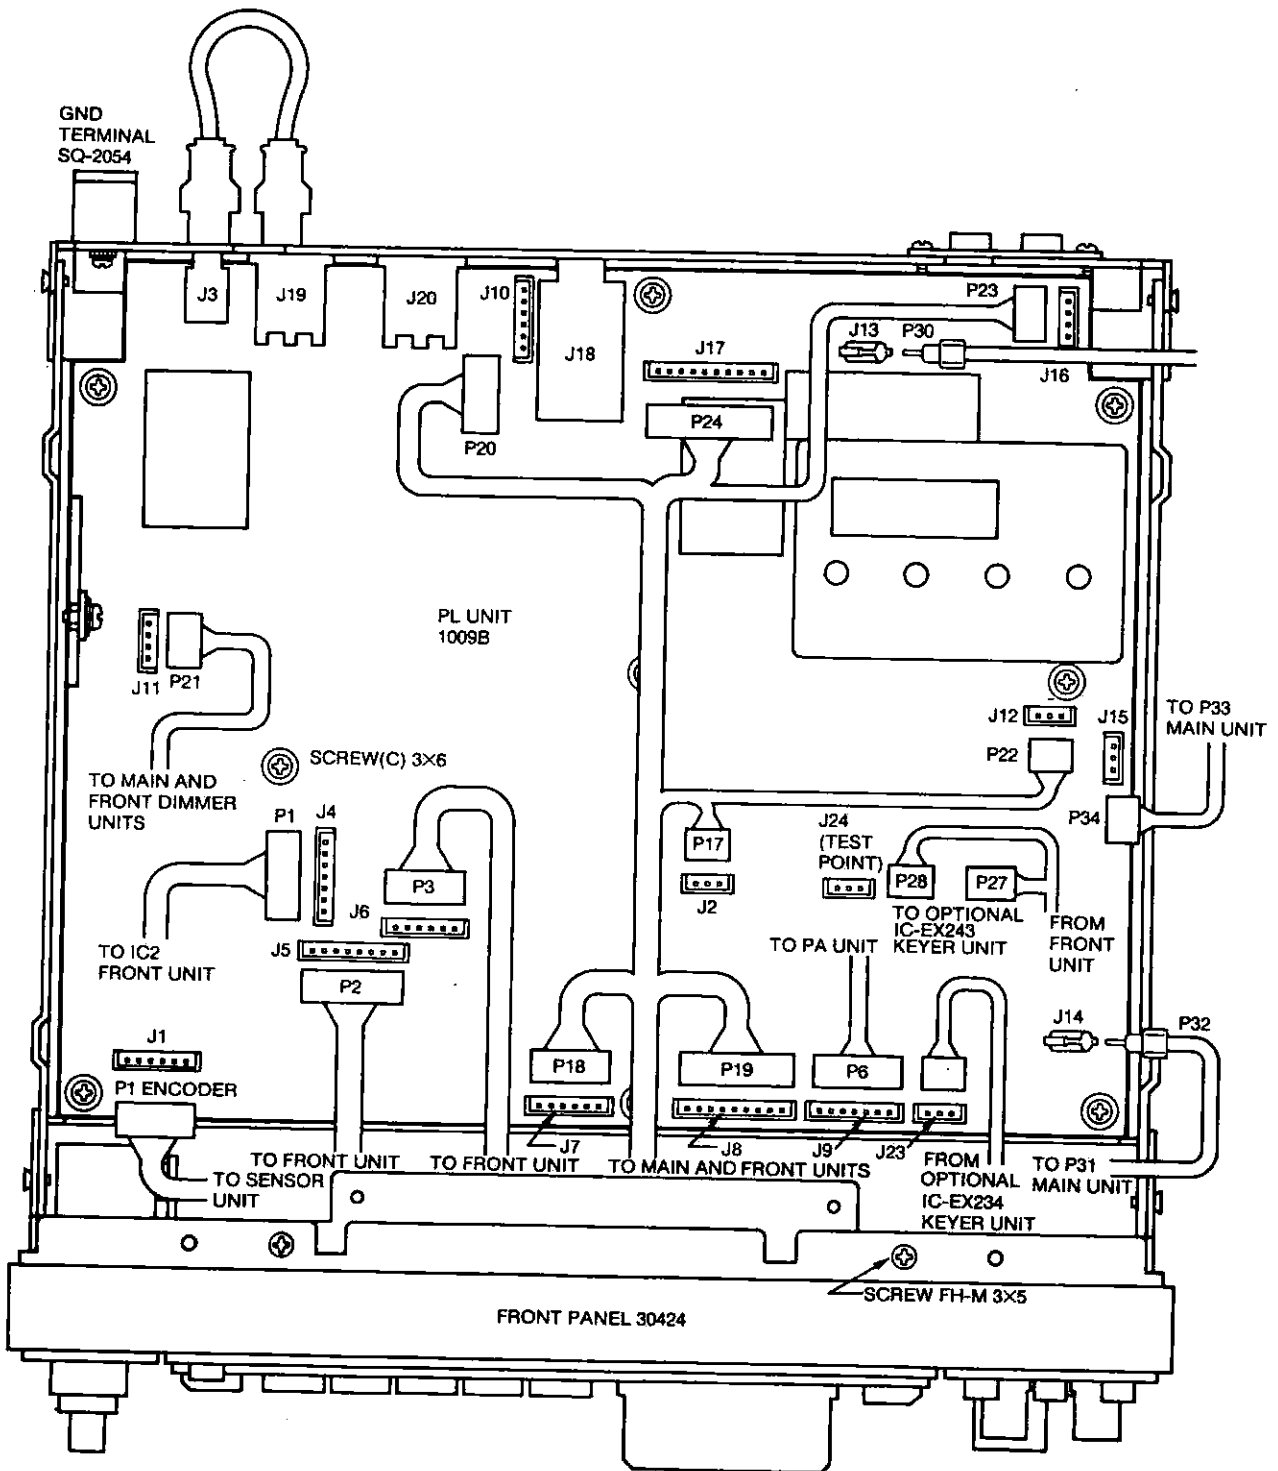 GND
TERMINAL
SQ-2054
J3
J19
J20
J10
J18
J17
J13
P30
P23
J16
P20
P24
PL UNIT
1009B
J11
P21
TO MAIN AND
FRONT DIMMER
UNITS
SCREW(C) 3×6
J12
J15
P22
TO P33
MAIN UNIT
P34
P1
J4
P3
J6
J5
P2
TO IC2
FRONT UNIT
P17
J2
J24
(TEST
POINT)
P28
P27
TO OPTIONAL
IC-EX243
KEYER UNIT
FROM
FRONT
UNIT
TO PA UNIT
J14
P32
J1
P1 ENCODER
P18
P19
P6
J7
J8
J9
J23
TO FRONT UNIT
TO SENSOR
UNIT
TO FRONT UNIT
TO MAIN AND FRONT UNITS
FROM
OPTIONAL
IC-EX234
KEYER UNIT
TO P31
MAIN UNIT
SCREW FH-M 3×5
FRONT PANEL 30424